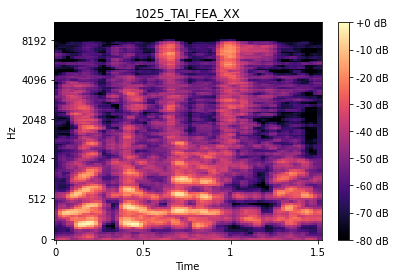 1025_TAI_FEA_XX
8192
4096
2048
1024
512
0
Hz
0
0.5
1
1.5
Time
+0 dB
-10 dB
-20 dB
-30 dB
-40 dB
-50 dB
-60 dB
-70 dB
-80 dB